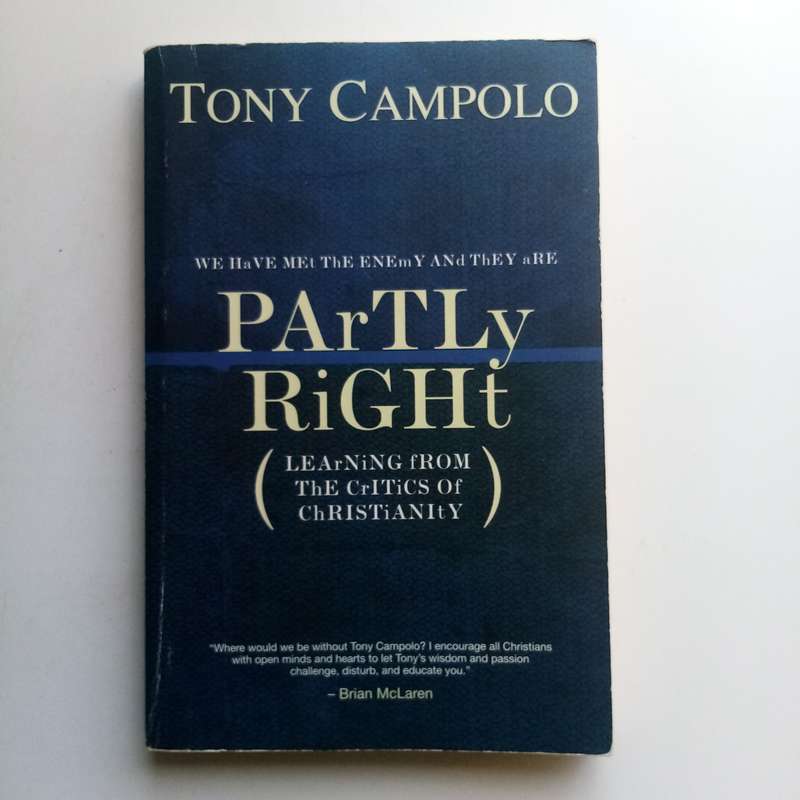 TONY CAMPOLO
WE HaVE MEt ThE ENEmY ANd ThEY aRE
PArTLy
RiGHt
( LEArNiNG fROM
ThE CrITiCS Of
ChRISTiANItY )
“Where would we be without Tony Campolo? I encourage all Christians
with open minds and hearts to let Tony’s wisdom and passion
challenge, disturb, and educate you.”
– Brian McLaren